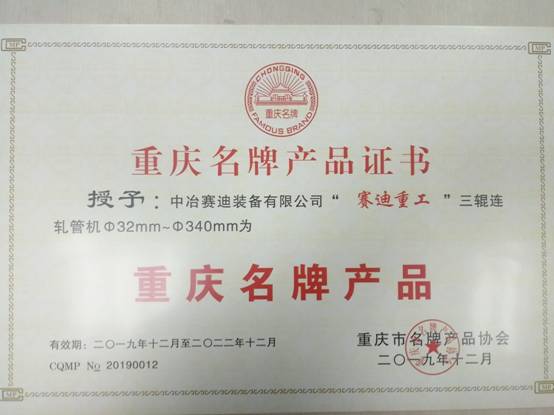 CHONGQING
重庆名牌
FAMOUS BRAND
重庆名牌产品证书
授予：中冶赛迪装备有限公司“ 赛迪重工 ”三辊连
轧管机Φ32mm~Φ340mm为
重庆名牌产品
有效期：二〇一九年十二月至二〇二二年十二月
CQMP No 20190012
重庆市名牌产品协会
二〇一九年十二月